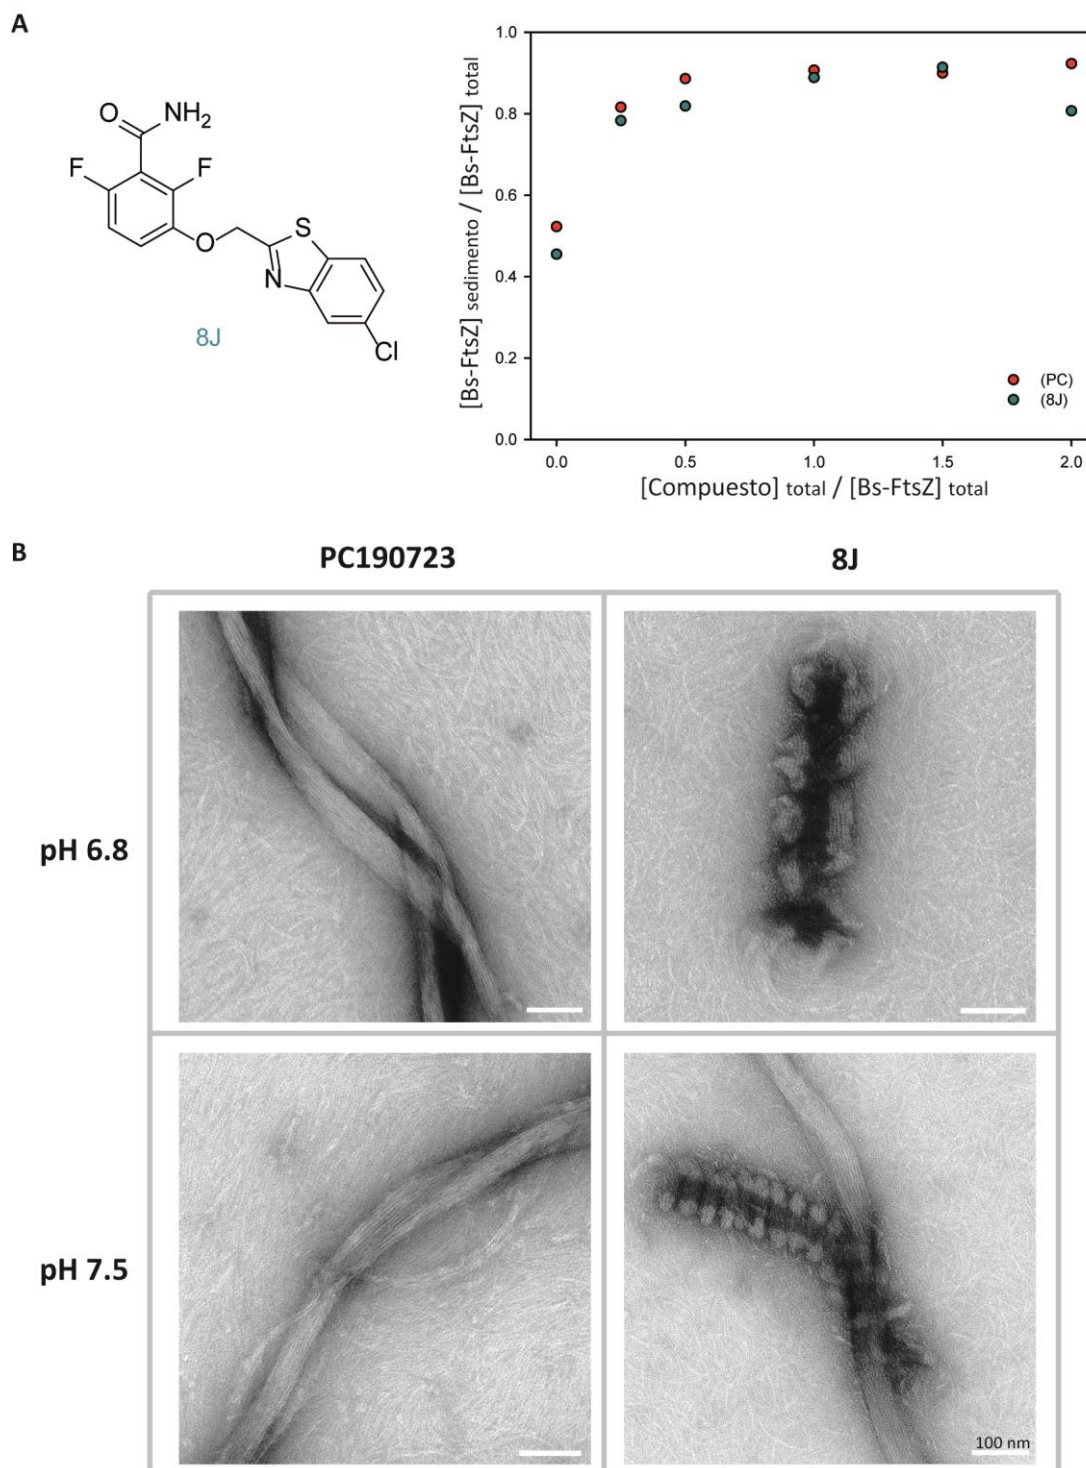 A
O
NH2
F
F
O
S
N
Cl
8J
[Bs-FtsZ] sedimento / [Bs-FtsZ] total
1.0
0.8
0.6
0.4
0.2
0.0
(PC)
(8J)
0.0 0.5 1.0 1.5 2.0
[Compuesto] total / [Bs-FtsZ] total
B
PC190723 8J
pH 6.8
pH 7.5
100 nm